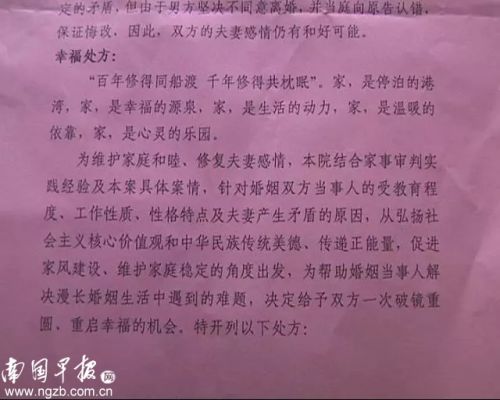 定的矛盾，但由于男方坚决不同意离婚，并当庭向原告认错，
保证悔改，因此，双方的夫妻感情仍有和好可能。
幸福处方：
“百年修得同船渡 千年修得共枕眠”。家，是停泊的港
湾，家，是幸福的源泉，家，是生活的动力，家，是温暖的
依靠，家，是心灵的乐园。
为维护家庭和睦、修复夫妻感情，本院结合家事审判实
践经验及本案具体案情，针对婚姻双方当事人的受教育程
度、工作性质、性格特点及夫妻产生矛盾的原因，从弘扬社
会主义核心价值观和中华民族传统美德、传递正能量，促进
家风建设、维护家庭稳定的角度出发，为帮助婚姻当事人解
决漫长婚姻生活中遇到的难题，决定给予双方一次破镜重
圆，重启幸福的机会。特开列以下处方：
南国早报网
www.ngzb.com.cn